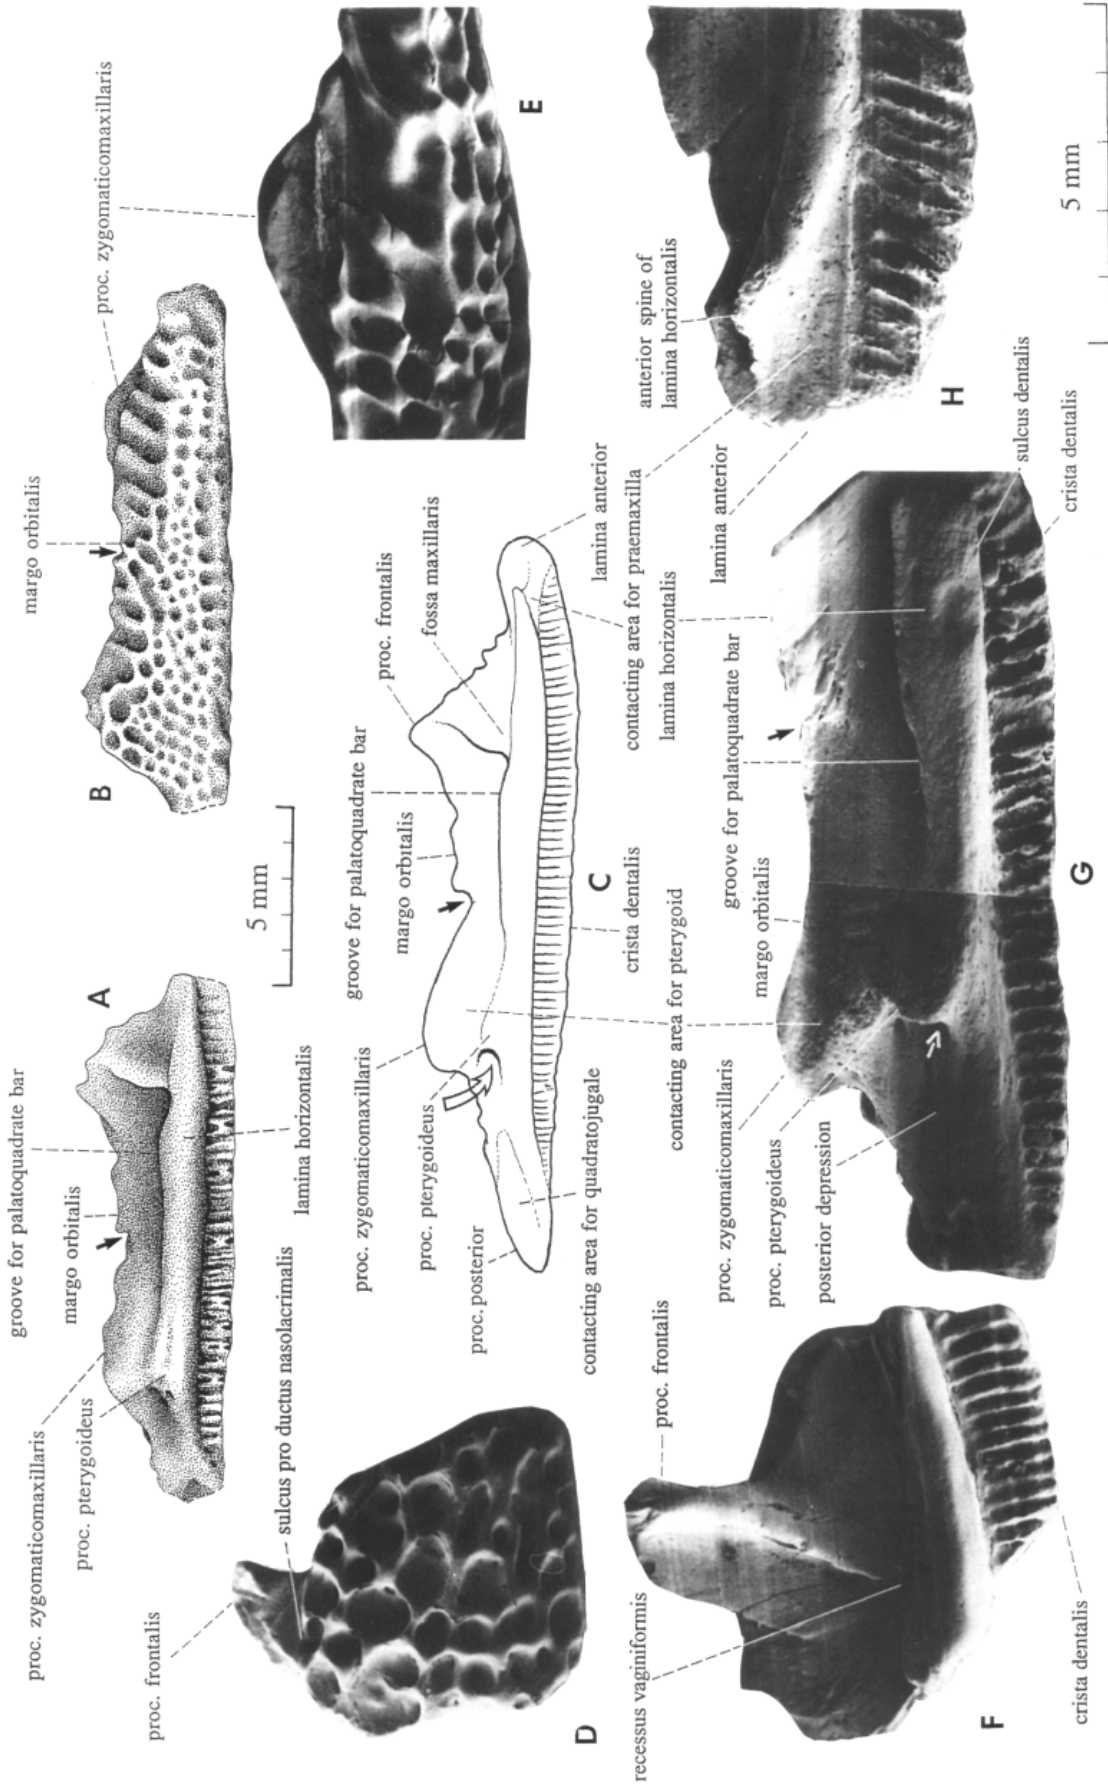 groove for palatoquadrate bar
margo orbitalis
proc. zygomaticomaxillaris
proc. pterygoideus
A
lamina horizontalis
5 mm
margo orbitalis
proc. zygomaticomaxillaris
B
E
proc. frontalis
sulcus pro ductus nasolacrimalis
D
groove for palatoquadrate bar
margo orbitalis
proc. zygomaticomaxillaris
proc. pterygoideus
proc. posterior
contacting area for quadratojugale
proc. frontalis
fossa maxillaris
C
crista dentalis
contacting area for pterygoid
lamina anterior
contacting area for praemaxilla
lamina horizontalis
anterior spine of
lamina horizontalis
lamina anterior
H
5 mm
proc. frontalis
recessus vaginiformis
F
crista dentalis
groove for palatoquadrate bar
margo orbitalis
proc. zygomaticomaxillaris
proc. pterygoideus
posterior depression
G
sulcus dentalis
crista dentalis